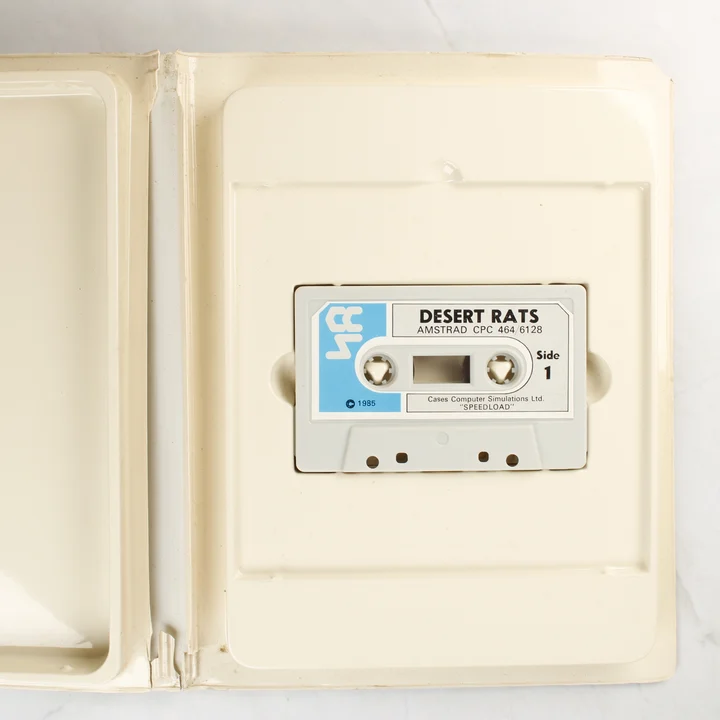 DESERT RATS
AMSTRAD CPC 464/6128
Side
1
© 1985
Cases Computer Simulations Ltd.
"SPEEDLOAD"